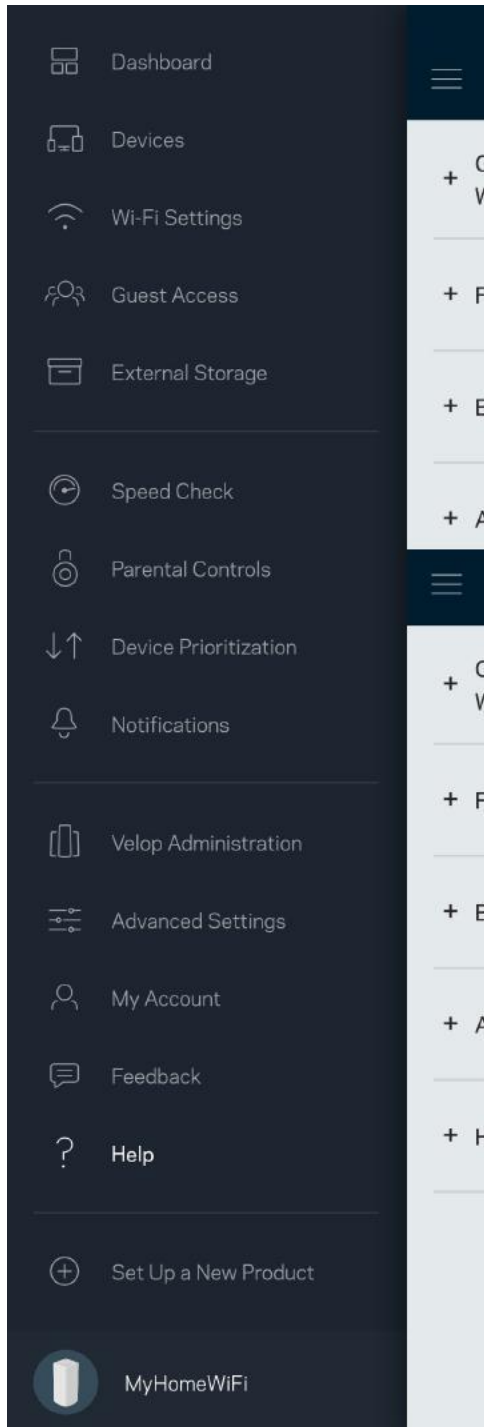 Dashboard
Devices
Wi-Fi Settings
Guest Access
External Storage
Speed Check
Parental Controls
Device Prioritization
Notifications
Velop Administration
Advanced Settings
My Account
Feedback
Help
Set Up a New Product
MyHomeWiFi